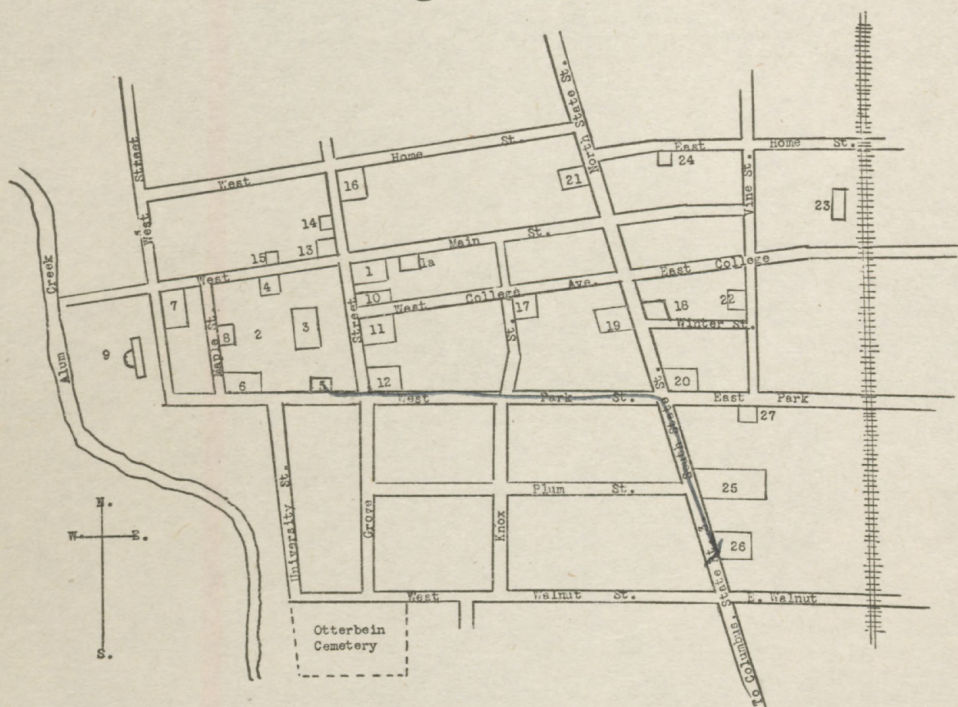 North State St.
West Home St.
East Home St.
West Street
16
21
24
Vine St.
23
14
13
15
West Main St.
1
1a
4
East College
10
West College Ave.
7
Maple St.
8
2
3
Street
11
17
St.
19
18
22
Winter St.
Alum Creek
9
6
5
12
20
West Park St.
East Park
27
South State St.
25
Plum St.
University St.
Grove
Knox
26
N.
W
E.
S.
West Walnut St.
E. Walnut
Otterbein
Cemetery
To Columbus, State Rt. 3